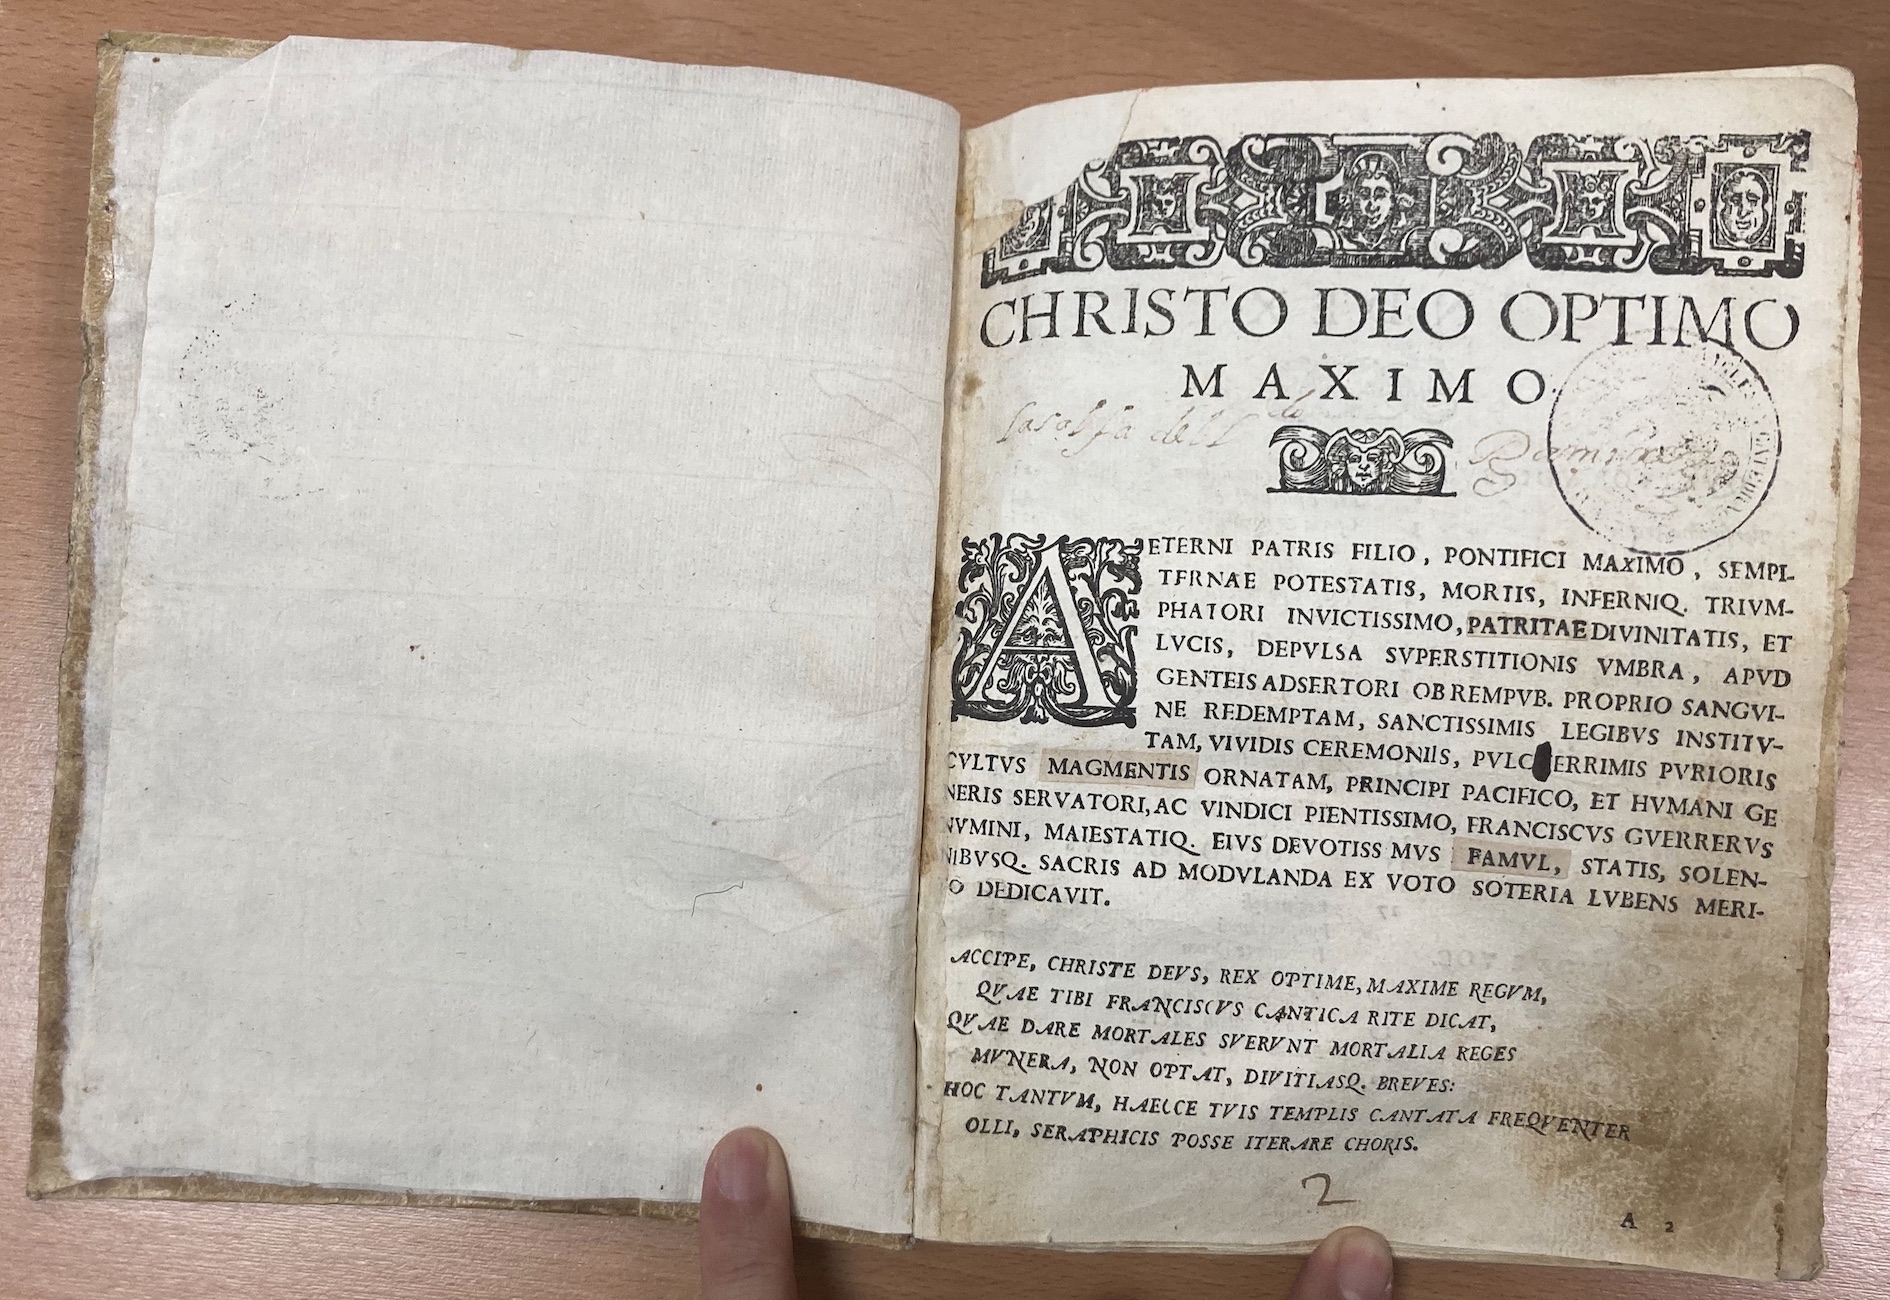 CHRISTO DEO OPTIMO
MAXIMO
AETERNI PATRIS FILIO, PONTIFICI MAXIMO, SEMPI-
TERNAE POTESTATIS, MORTIS, INFERNIQ. TRIVM-
PHATORI INVICTISSIMO, PATRITAE DIVINITATIS, ET
LVCIS, DEPVLSA SVPERSTITIONIS VMBRA, APVD
GENTEIS ADSERTORI OB REMPVB. PROPRIO SANGVI-
NE REDEMPTAM, SANCTISSIMIS LEGIBVS INSTITV-
TAM, VIVIDIS CEREMONIIS, PVLC ERRIMIS PVRIORIS
CVLTVS MAGMENTIS ORNATAM, PRINCIPI PACIFICO, ET HVMANI GE
NERIS SERVATORI, AC VINDICI PIENTISSIMO, FRANCISCVS GVERRERVS
NVMINI, MAIESTATIQ. EIVS DEVOTISS MVS FAMVL, STATIS, SOLEN-
NIBVSQ. SACRIS AD MODVLANDA EX VOTO SOTERIA LVBENS MERI-
O DEDICAVIT.
ACCIPE, CHRISTE DEVS, REX OPTIME, MAXIME REGVM,
QVAE TIBI FRANCISCVS CANTICA RITE DICAT,
QVAE DARE MORTALES SVERVNT MORTALIA REGES
MVNERA, NON OPTAT, DIVITIASQ. BREVES:
HOC TANTVM, HAECCE TVIS TEMPLIS CANTATA FREQVENTER
OLLI, SERAPHICIS POSSE ITERARE CHORIS.
2
A 2